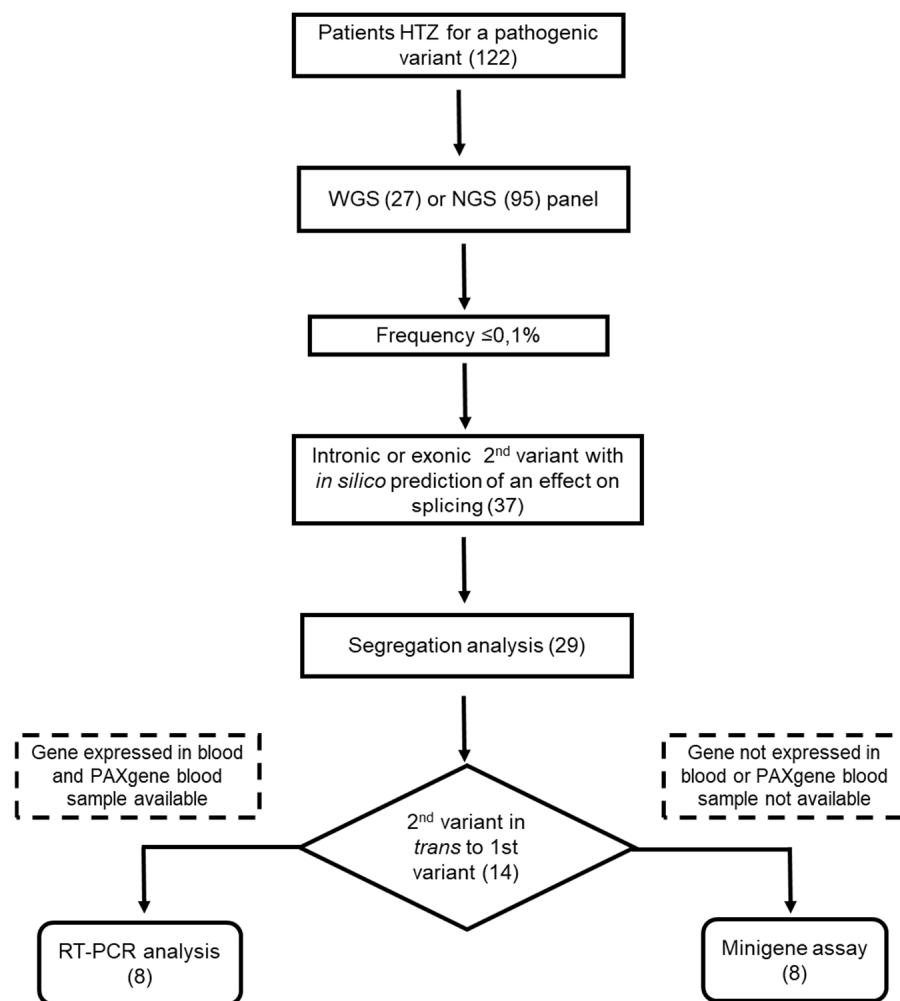 Patients HTZ for a pathogenic
variant (122)
WGS (27) or NGS (95) panel
Frequency ≤0,1%
Intronic or exonic 2nd variant with
in silico prediction of an effect on
splicing (37)
Segregation analysis (29)
Gene expressed in blood
and PAXgene blood
sample available
Gene not expressed in
blood or PAXgene blood
sample not available
2nd variant in
trans to 1st
variant (14)
RT-PCR analysis
(8)
Minigene assay
(8)